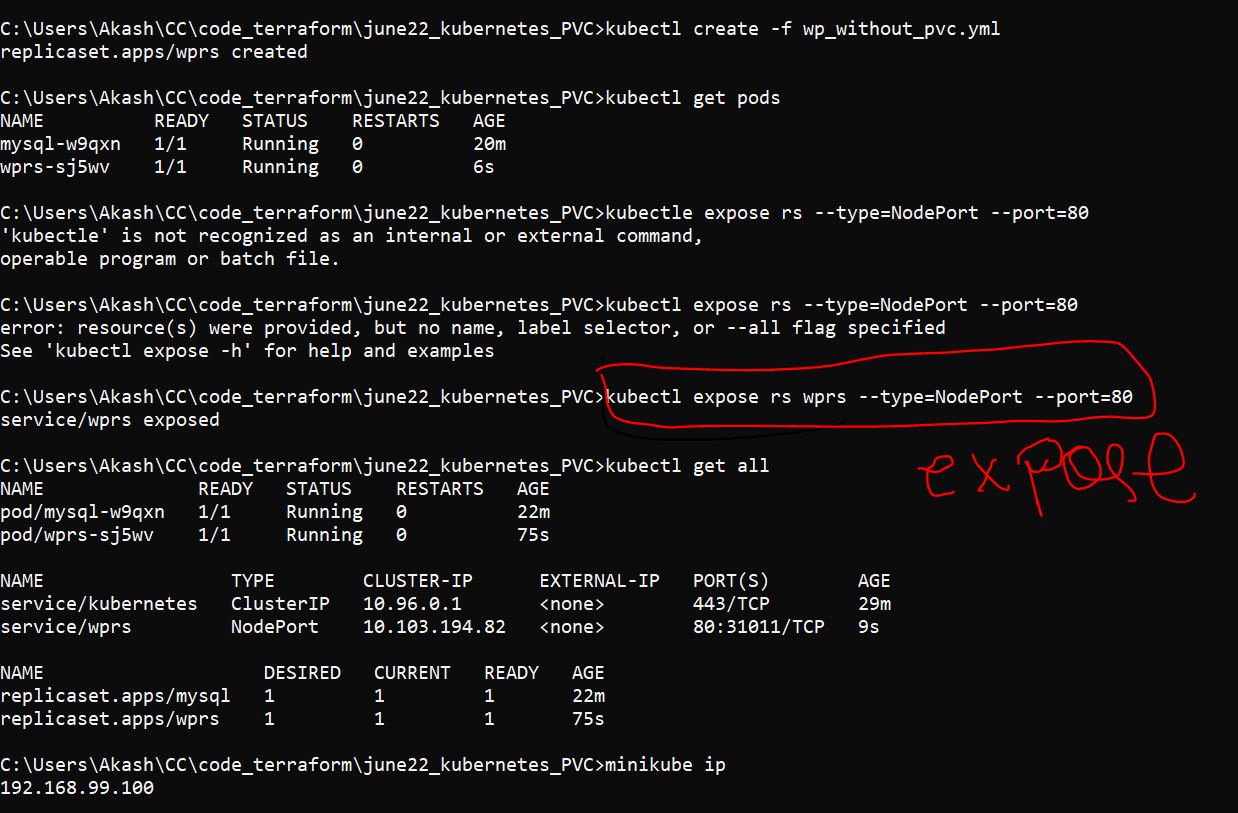 C:\Users\Akash\CC\code_terraform\june22_kubernetes_PVC>kubectl create -f wp_without_pvc.yml
replicaset.apps/wprs created
C:\Users\Akash\CC\code_terraform\june22_kubernetes_PVC>kubectl get pods
NAME READY STATUS RESTARTS AGE
mysql-w9qxn 1/1 Running 0 20m
wprs-sj5wv 1/1 Running 0 6s
C:\Users\Akash\CC\code_terraform\june22_kubernetes_PVC>kubectle expose rs --type=NodePort --port=80
'kubectle' is not recognized as an internal or external command,
operable program or batch file.
C:\Users\Akash\CC\code_terraform\june22_kubernetes_PVC>kubectl expose rs --type=NodePort --port=80
error: resource(s) were provided, but no name, label selector, or --all flag specified
See 'kubectl expose -h' for help and examples
C:\Users\Akash\CC\code_terraform\june22_kubernetes_PVC>kubectl expose rs wprs --type=NodePort --port=80
service/wprs exposed
expose
C:\Users\Akash\CC\code_terraform\june22_kubernetes_PVC>kubectl get all
NAME READY STATUS RESTARTS AGE
pod/mysql-w9qxn 1/1 Running 0 22m
pod/wprs-sj5wv 1/1 Running 0 75s
NAME TYPE CLUSTER-IP EXTERNAL-IP PORT(S) AGE
service/kubernetes ClusterIP 10.96.0.1 <none> 443/TCP 29m
service/wprs NodePort 10.103.194.82 <none> 80:31011/TCP 9s
NAME DESIRED CURRENT READY AGE
replicaset.apps/mysql 1 1 1 22m
replicaset.apps/wprs 1 1 1 75s
C:\Users\Akash\CC\code_terraform\june22_kubernetes_PVC>minikube ip
192.168.99.100